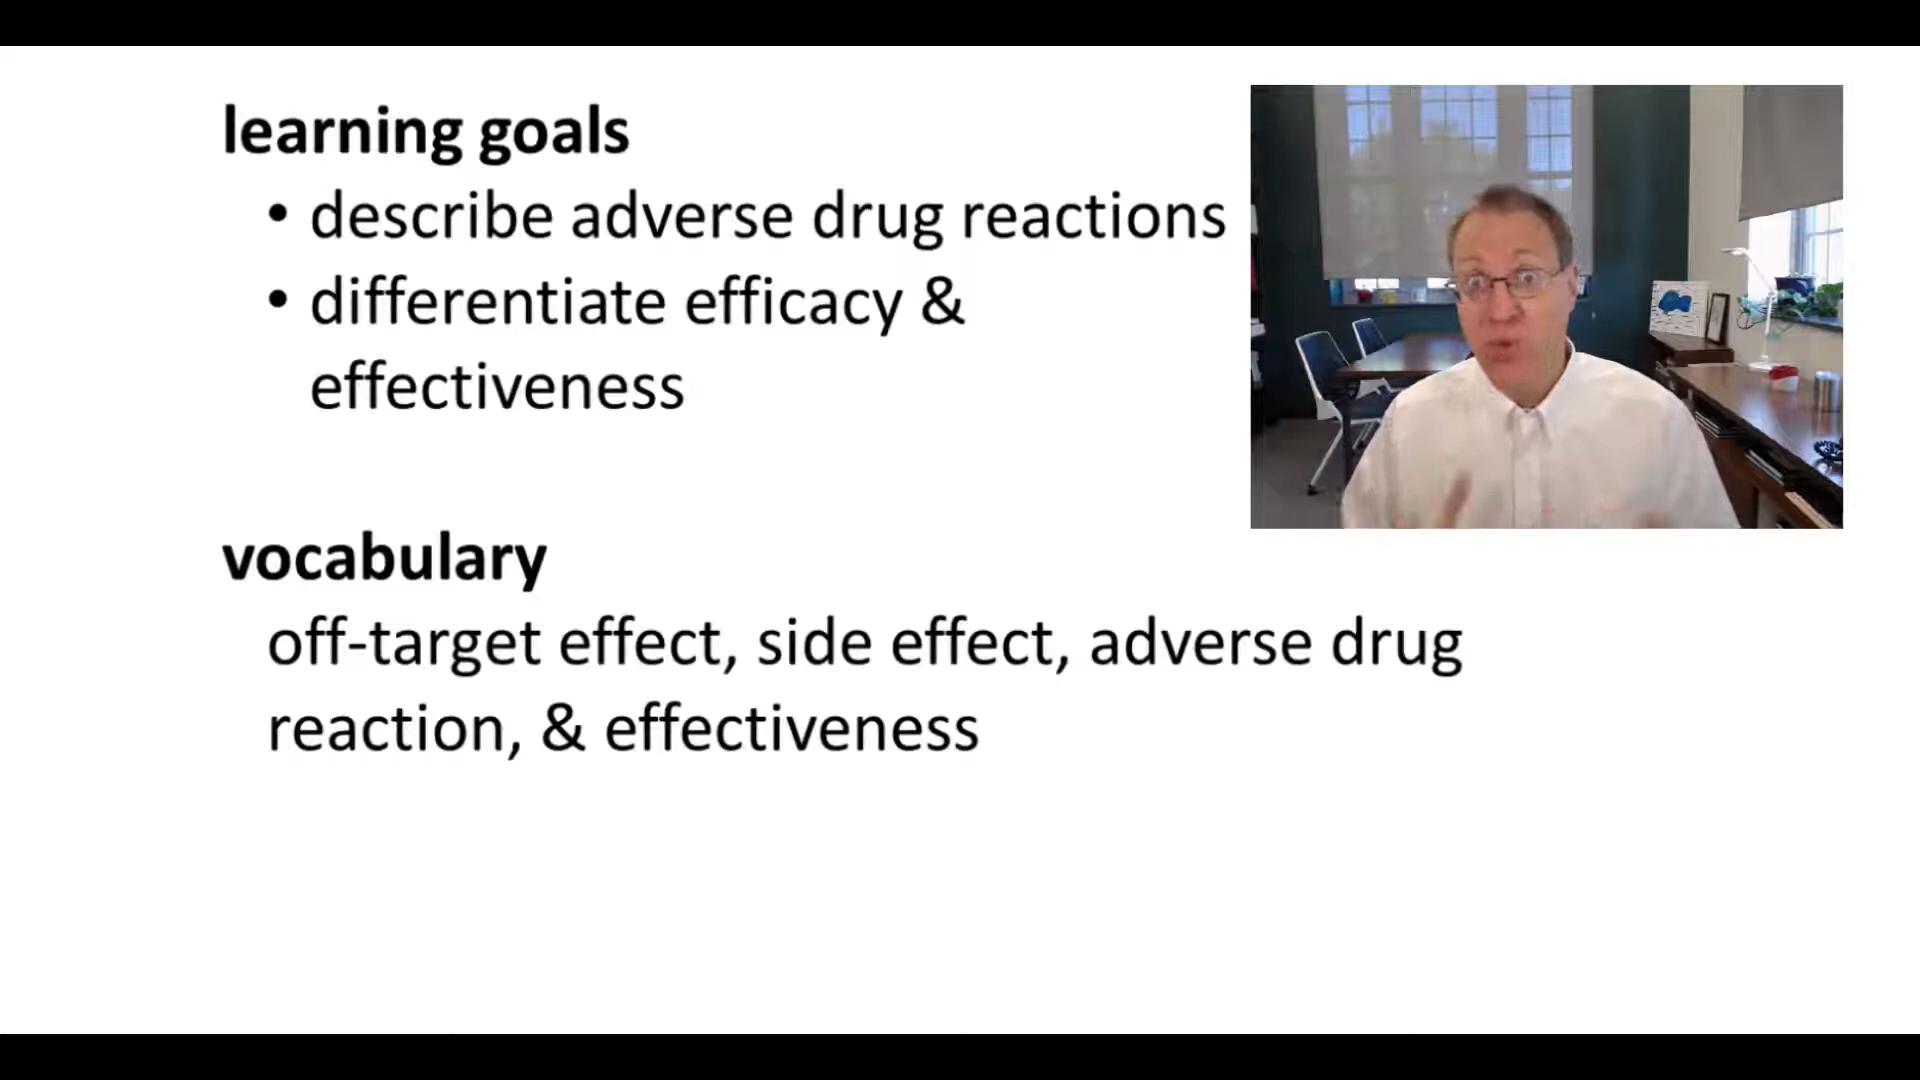 learning goals
• describe adverse drug reactions
• differentiate efficacy &
effectiveness
vocabulary
off-target effect, side effect, adverse drug
reaction, & effectiveness